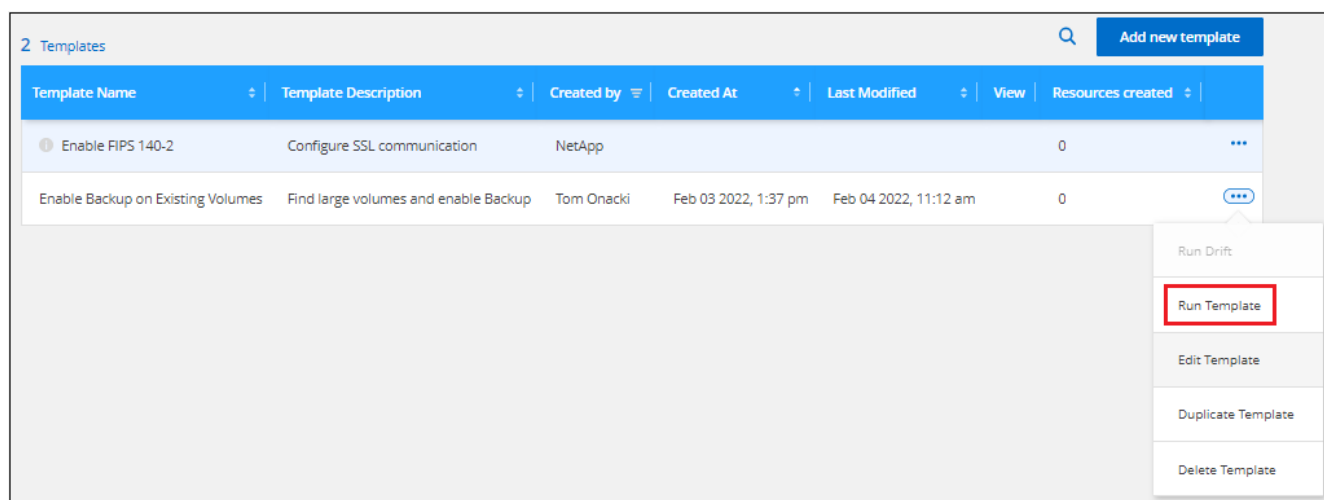 2 Templates
Add new template
Template Name Template Description Created by Created At Last Modified View Resources created
Enable FIPS 140-2 Configure SSL communication NetApp 0
Enable Backup on Existing Volumes Find large volumes and enable Backup Tom Onacki Feb 03 2022, 1:37 pm Feb 04 2022, 11:12 am 0
Run Drift
Run Template
Edit Template
Duplicate Template
Delete Template